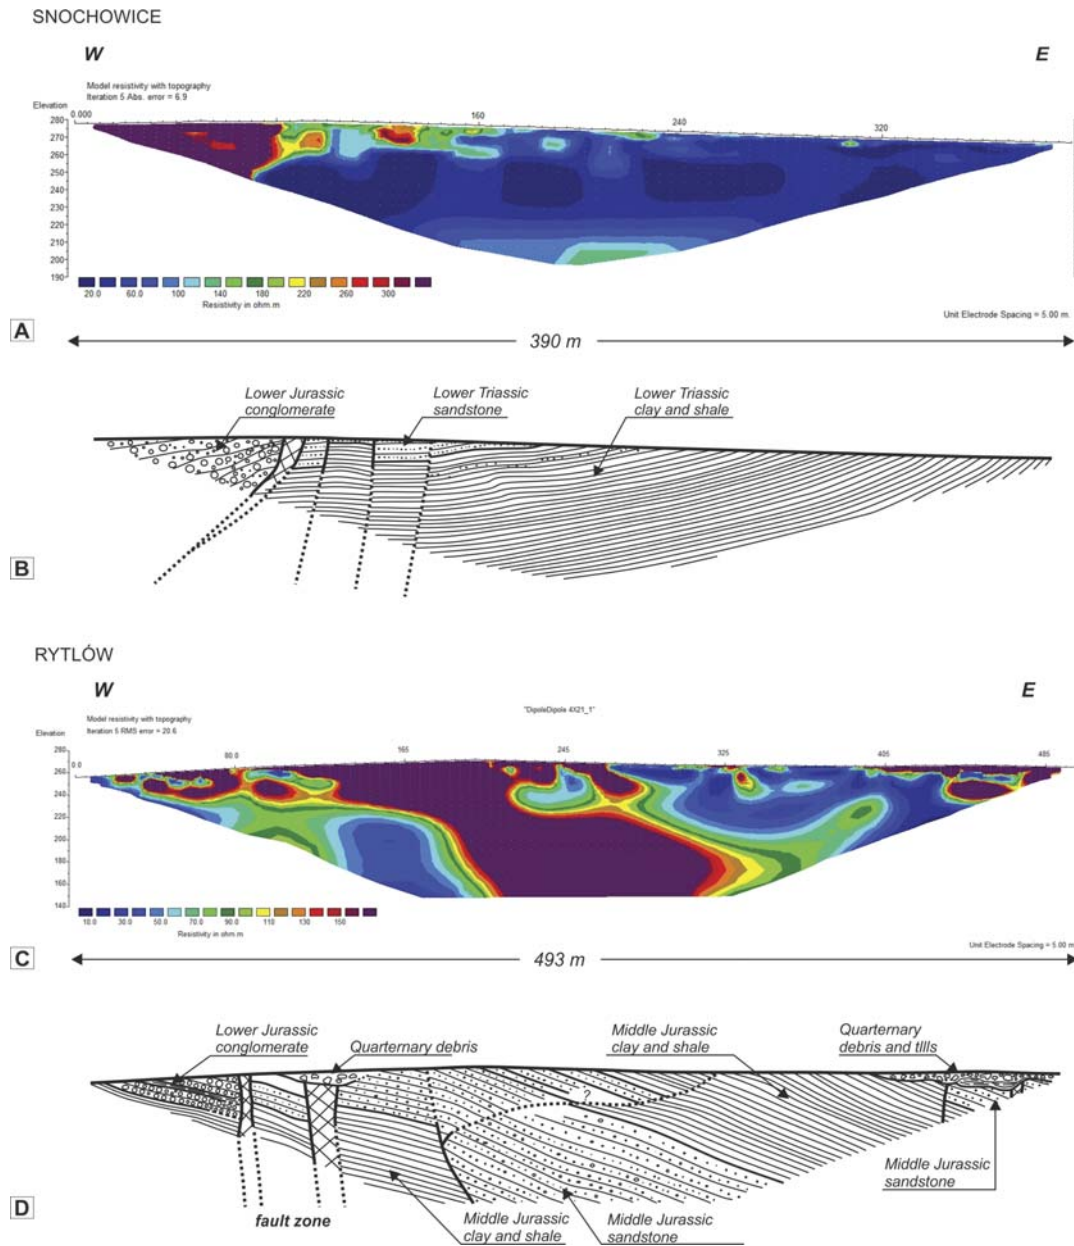 SNOCHOWICE
W
E
Model resistivity with topography
Iteration 5 Abs. error = 6.9
Elevation
0.000
160
240
320
280
270
260
250
240
230
220
210
200
190
20.0 60.0 100 140 180 220 260 300
Resistivity in ohm.m
Unit Electrode Spacing = 5.00 m.
A
390 m
Lower Jurassic
conglomerate
Lower Triassic
sandstone
Lower Triassic
clay and shale
B
RYTLÓW
W
E
"DipoleDipole 4X21_1"
Model resistivity with topography
Iteration 5 RMS error = 20.6
Elevation
0.0
80.0
165
245
325
405
485
280
260
240
220
200
180
160
140
10.0 30.0 50.0 70.0 90.0 110 130 150
Resistivity in ohm.m
Unit Electrode Spacing = 5.00 m
C
493 m
Lower Jurassic
conglomerate
Quarternary debris
Middle Jurassic
clay and shale
Quarternary
debris and tllls
?
Middle Jurassic
sandstone
D
fault zone
Middle Jurassic
clay and shale
Middle Jurassic
sandstone